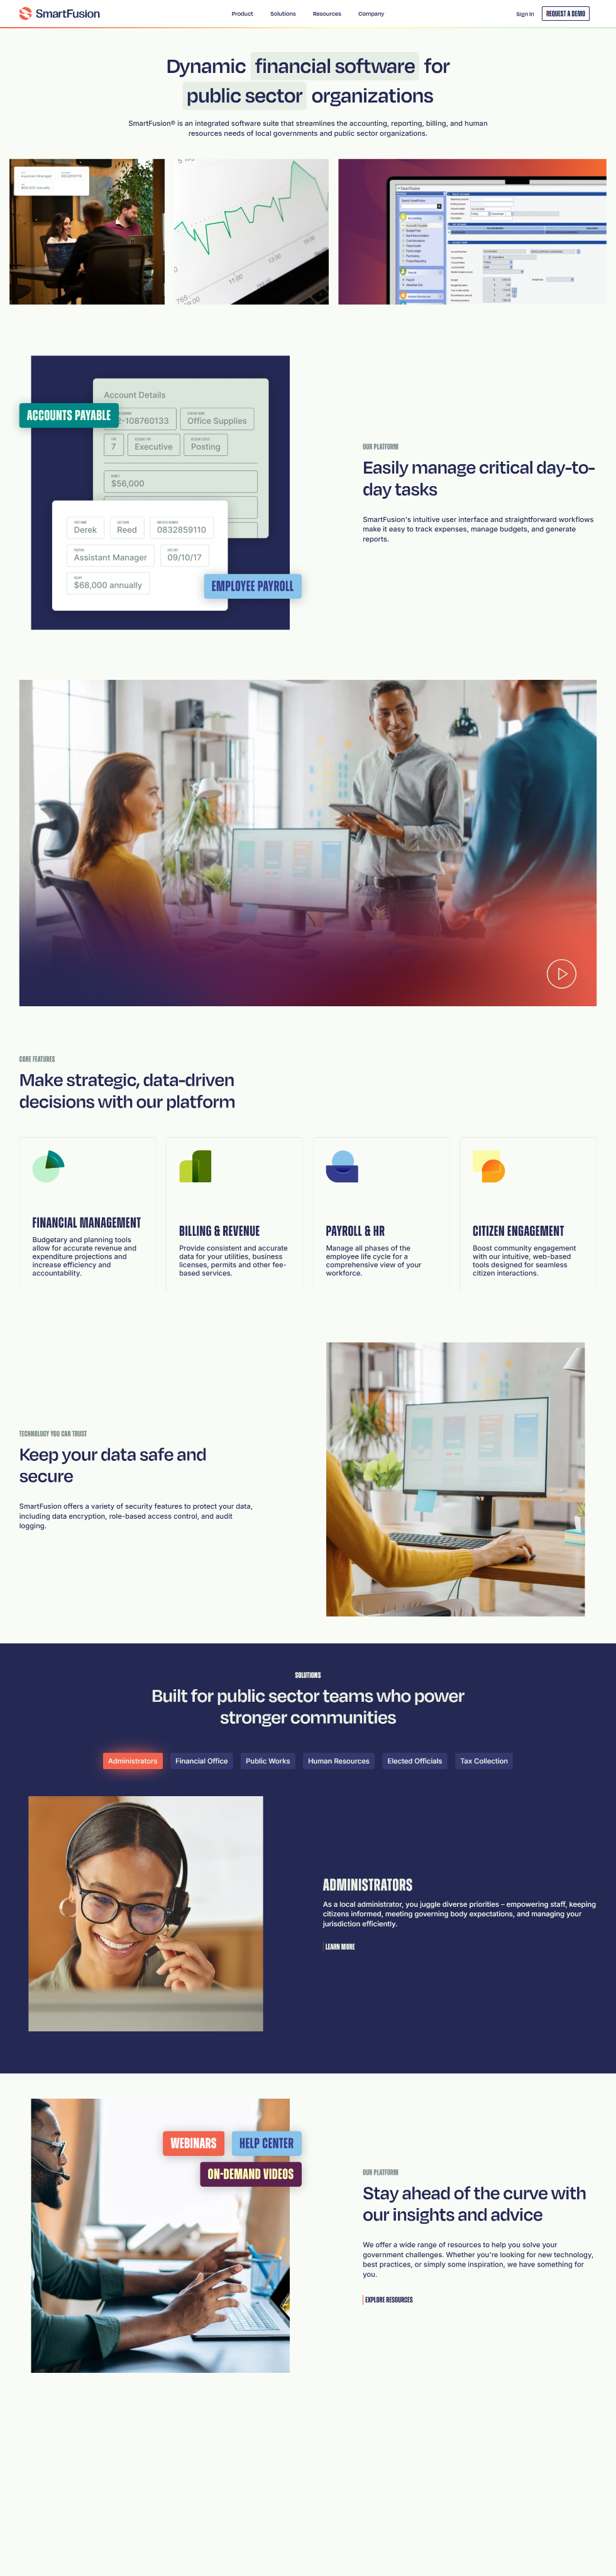 SmartFusion
Product Solutions Resources Company
Sign In REQUEST A DEMO
Dynamic financial software for
public sector organizations
SmartFusion® is an integrated software suite that streamlines the accounting, reporting, billing, and human
resources needs of local governments and public sector organizations.
Assistant Manager
11:00
13:00
Account Details
ACCOUNTS PAYABLE
-108760133 Office Supplies
7 Executive Posting
$56,000
Derek Reed 0832859110
Assistant Manager 09/10/17
$68,000 annually
EMPLOYEE PAYROLL
OUR PLATFORM
Easily manage critical day-to-
day tasks
SmartFusion's intuitive user interface and straightforward workflows
make it easy to track expenses, manage budgets, and generate
reports.
CORE FEATURES
Make strategic, data-driven
decisions with our platform
FINANCIAL MANAGEMENT
Budgetary and planning tools
allow for accurate revenue and
expenditure projections and
increase efficiency and
accountability.
BILLING & REVENUE
Provide consistent and accurate
data for your utilities, business
licenses, permits and other fee-
based services.
PAYROLL & HR
Manage all phases of the
employee life cycle for a
comprehensive view of your
workforce.
CITIZEN ENGAGEMENT
Boost community engagement
with our intuitive, web-based
tools designed for seamless
citizen interactions.
TECHNOLOGY YOU CAN TRUST
Keep your data safe and
secure
SmartFusion offers a variety of security features to protect your data,
including data encryption, role-based access control, and audit
logging.
SOLUTIONS
Built for public sector teams who power
stronger communities
Administrators Financial Office Public Works Human Resources Elected Officials Tax Collection
ADMINISTRATORS
As a local administrator, you juggle diverse priorities – empowering staff, keeping
citizens informed, meeting governing body expectations, and managing your
jurisdiction efficiently.
LEARN MORE
WEBINARS HELP CENTER
ON-DEMAND VIDEOS
OUR PLATFORM
Stay ahead of the curve with
our insights and advice
We offer a wide range of resources to help you solve your
government challenges. Whether you're looking for new technology,
best practices, or simply some inspiration, we have something for
you.
EXPLORE RESOURCES